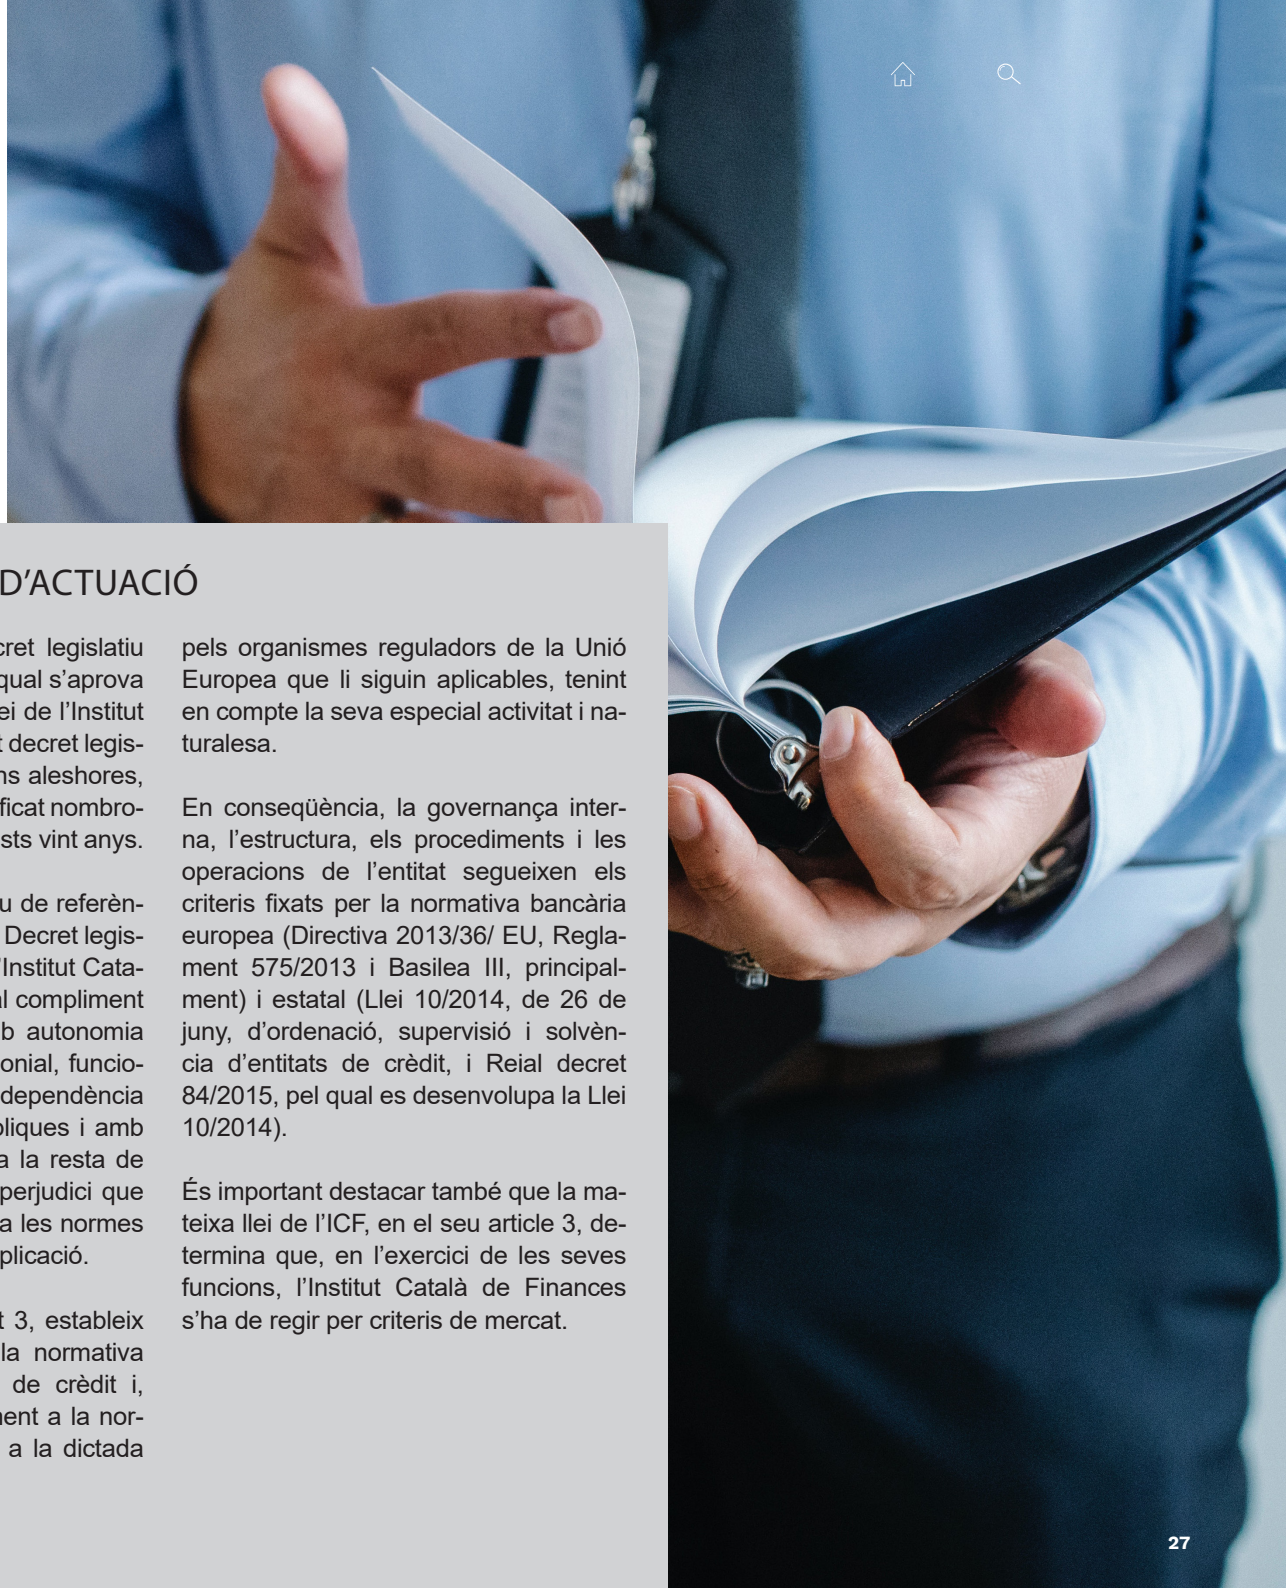 D’ACTUACIÓ
cret legislatiu
qual s’aprova
ei de l’Institut
t decret legis-
ns aleshores,
ficat nombro-
sts vint anys.
u de referèn-
Decret legis-
’Institut Cata-
al compliment
b autonomia
onial, funcio-
dependència
bliques i amb
a la resta de
perjudici que
a les normes
plicació.
t 3, estableix
la normativa
de crèdit i,
ment a la nor-
a la dictada
pels organismes reguladors de la Unió
Europea que li siguin aplicables, tenint
en compte la seva especial activitat i na-
turalesa.
En conseqüència, la governança inter-
na, l’estructura, els procediments i les
operacions de l’entitat segueixen els
criteris fixats per la normativa bancària
europea (Directiva 2013/36/ EU, Regla-
ment 575/2013 i Basilea III, principal-
ment) i estatal (Llei 10/2014, de 26 de
juny, d’ordenació, supervisió i solvèn-
cia d’entitats de crèdit, i Reial decret
84/2015, pel qual es desenvolupa la Llei
10/2014).
És important destacar també que la ma-
teixa llei de l’ICF, en el seu article 3, de-
termina que, en l’exercici de les seves
funcions, l’Institut Català de Finances
s’ha de regir per criteris de mercat.
27